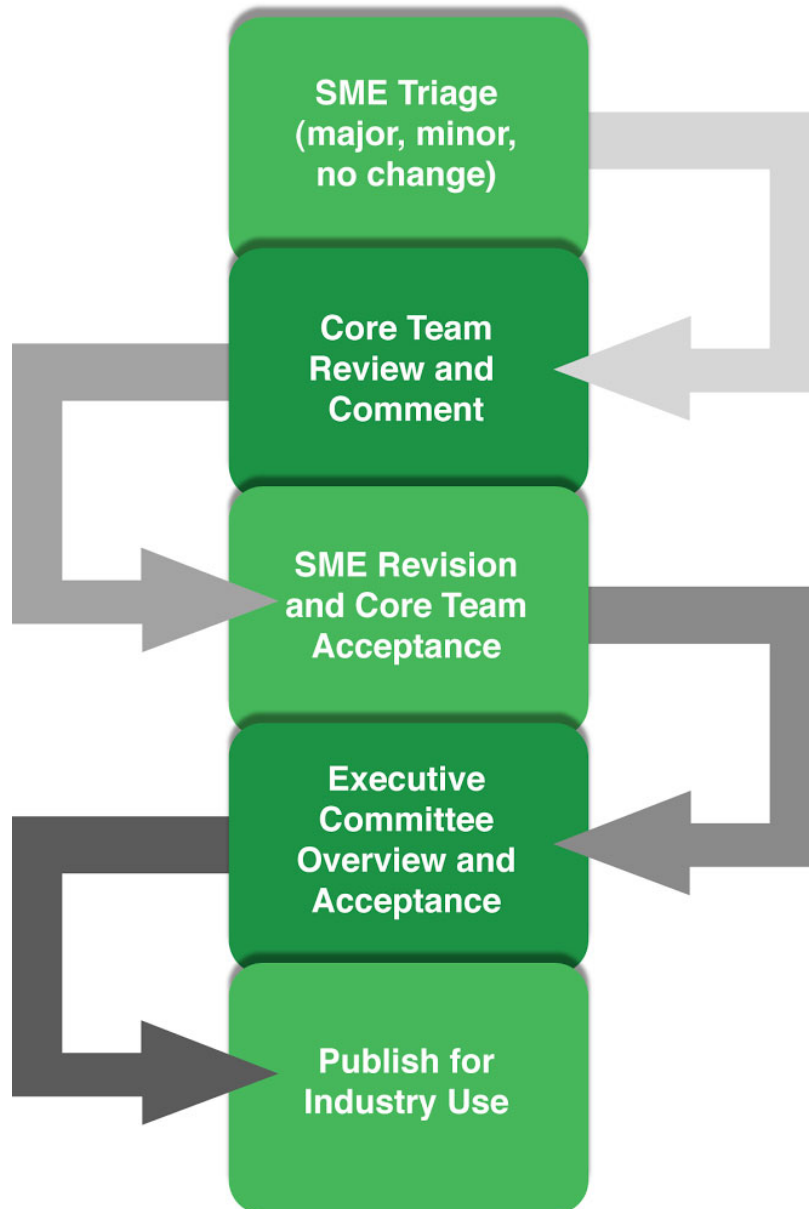 SME Triage
(major, minor,
no change)
Core Team
Review and
Comment
SME Revision
and Core Team
Acceptance
Executive
Committee
Overview and
Acceptance
Publish for
Industry Use